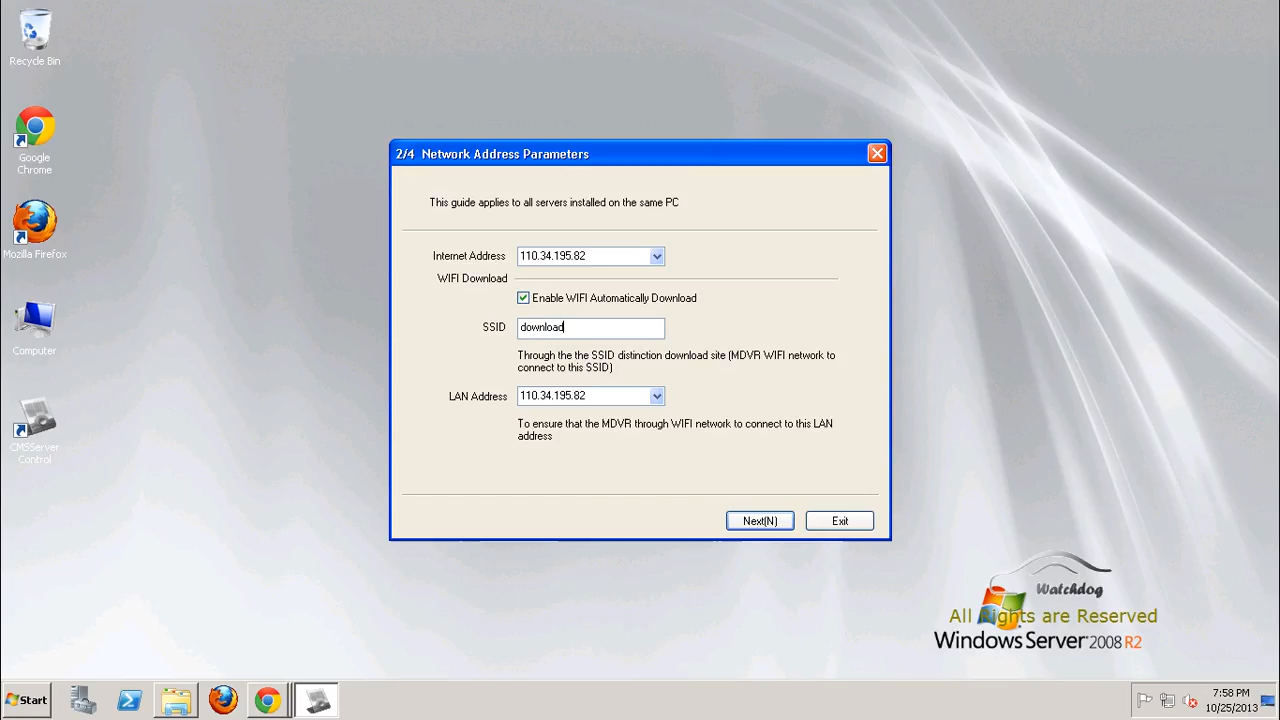 Recycle Bin
Google
Chrome
Mozilla Firefox
Computer
CMSServer
Control
2/4 Network Address Parameters
This guide applies to all servers installed on the same PC
Internet Address 110.34.195.82
WIFI Download
Enable WIFI Automatically Download
SSID download
Through the the SSID distinction download site (MDVR WIFI network to
connect to this SSID)
LAN Address 110.34.195.82
To ensure that the MDVR through WIFI network to connect to this LAN
address
Next(N) Exit
Watchdog
All Rights are Reserved
Windows Server 2008 R2
Start
7:58 PM
10/25/2013